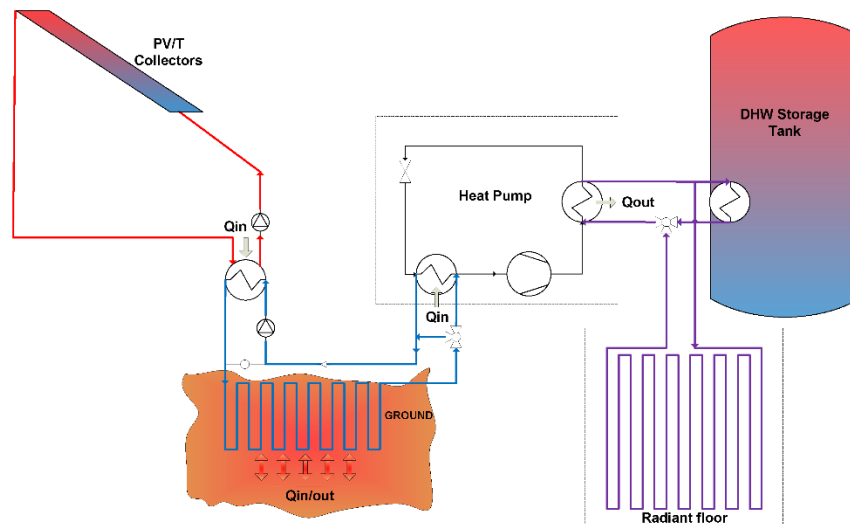 PV/T
Collectors
DHW Storage
Tank
Heat Pump
Qout
Qin
Qin
GROUND
Qin/out
Radiant floor